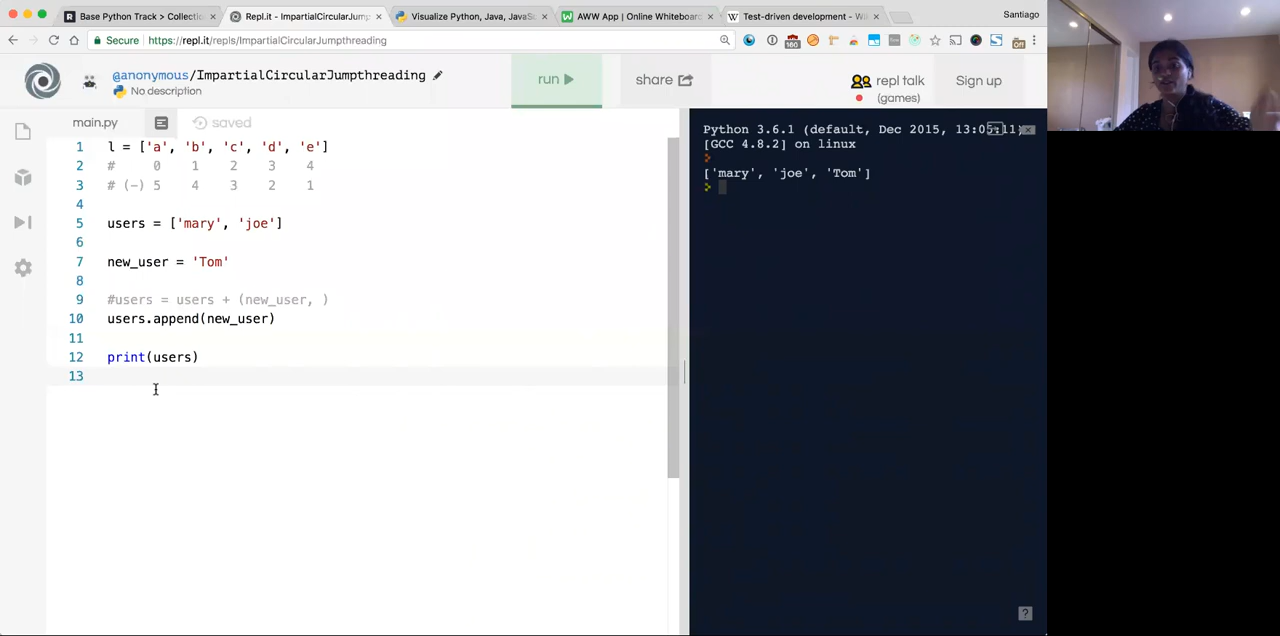 Base Python Track > Collection
Repl.it - ImpartialCircularJump
Visualize Python, Java, JavaS
AWW App | Online Whiteboard
Test-driven development - Wi
Santiago
Secure
https://repl.it/repls/ImpartialCircularJumpthreading
160
Off
@anonymous/ImpartialCircularJumpthreading
No description
run
share
repl talk
(games)
Sign up
main.py
saved
1 l = ['a', 'b', 'c', 'd', 'e']
2 # 0 1 2 3 4
3 # (-) 5 4 3 2 1
4
5 users = ['mary', 'joe']
6
7 new_user = 'Tom'
8
9 #users = users + (new_user, )
10 users.append(new_user)
11
12 print(users)
13
Python 3.6.1 (default, Dec 2015, 13:05:11)
[GCC 4.8.2] on linux
['mary', 'joe', 'Tom']
?